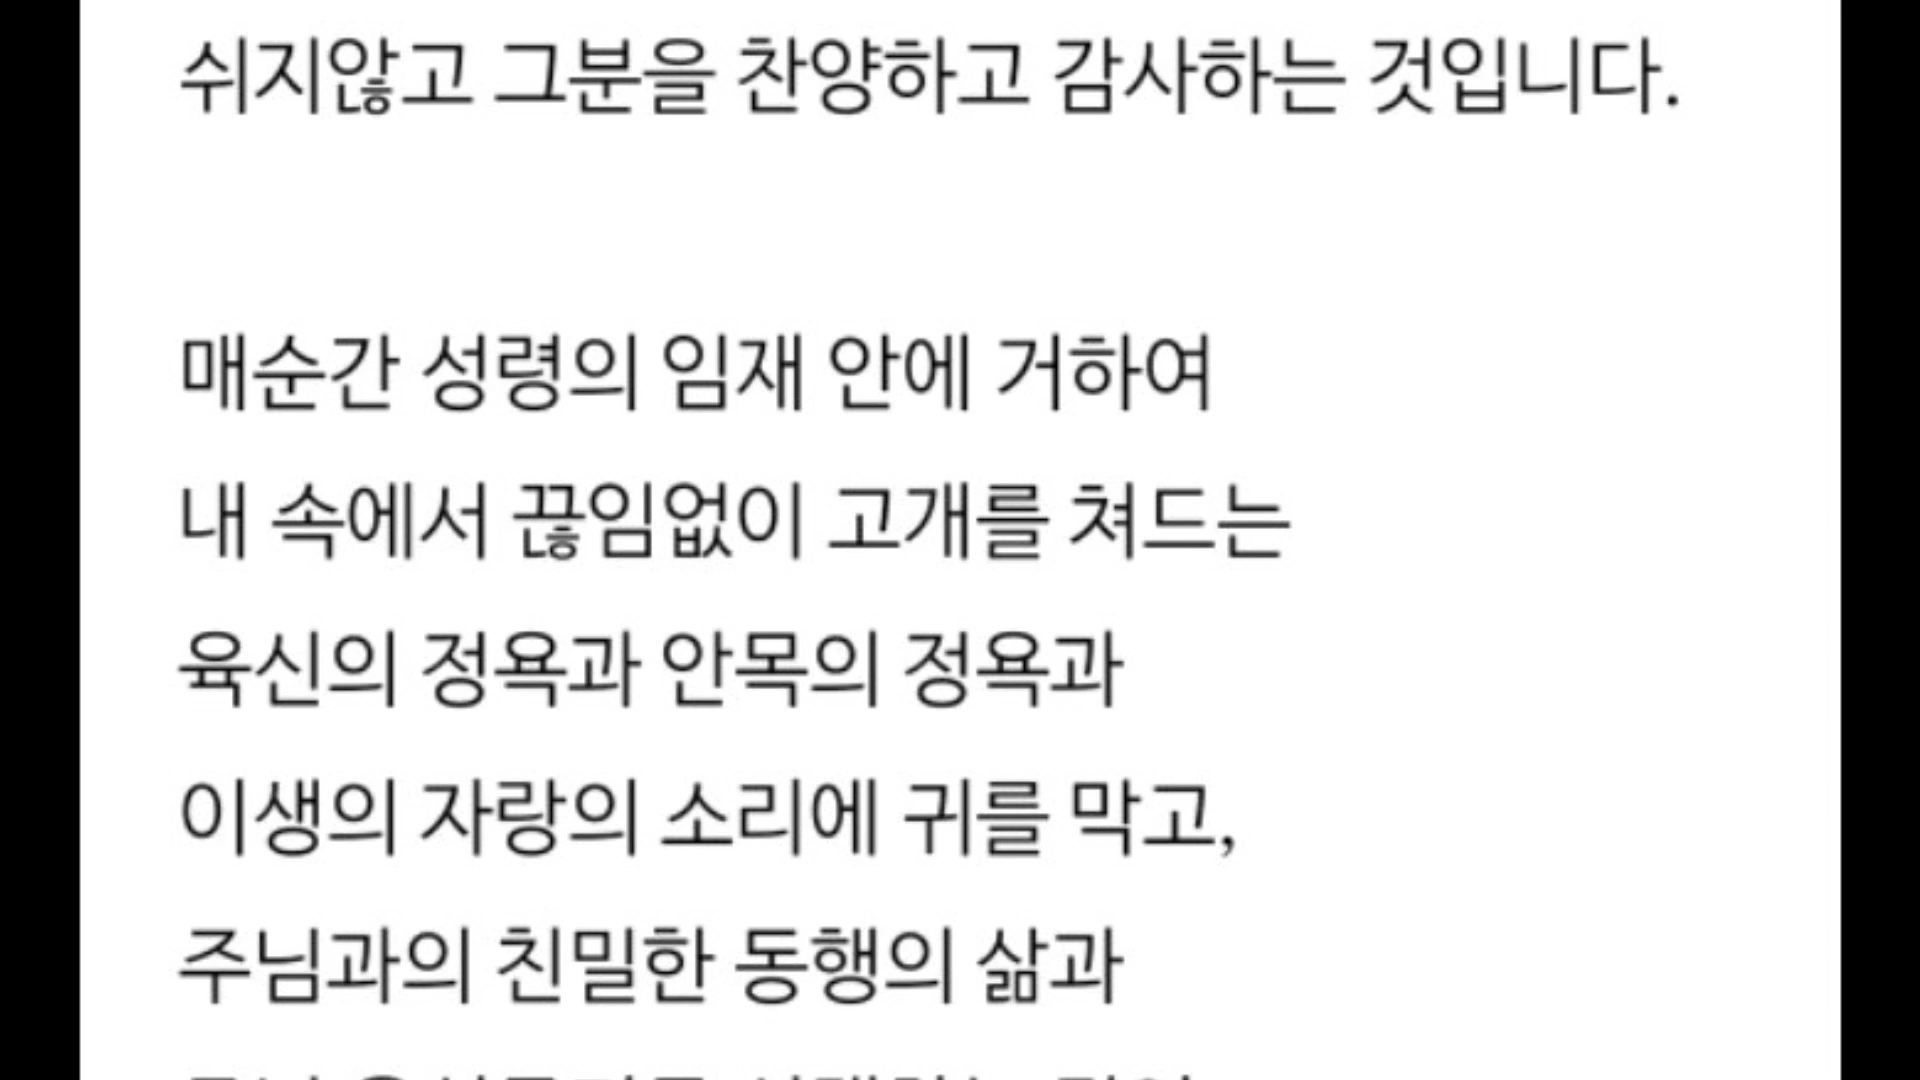 쉬지않고 그분을 찬양하고 감사하는 것입니다.
매순간 성령의 임재 안에 거하여
내 속에서 끊임없이 고개를 쳐드는
육신의 정욕과 안목의 정욕과
이생의 자랑의 소리에 귀를 막고,
주님과의 친밀한 동행의 삶과